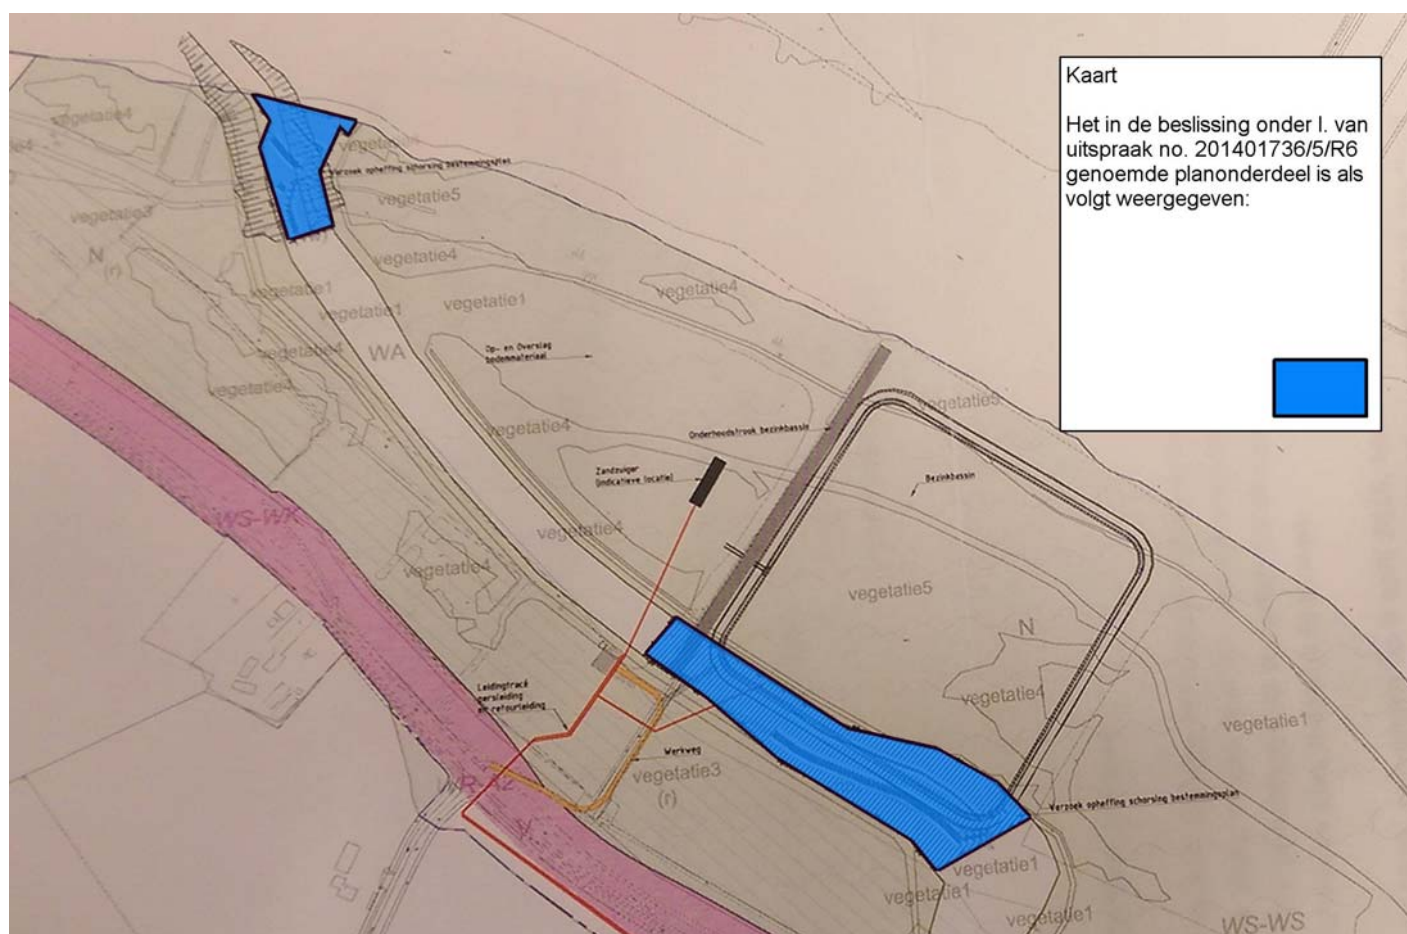 Kaart
Het in de beslissing onder I. van
uitspraak no. 201401736/5/R6
genoemde planonderdeel is als
volgt weergegeven:
vegetatie4
Verzoek opheffing schorsing bestemmingsplan
vegetatie3
vegetatie5
N
(r)
vegetatie4
vegetatie1
vegetatie1
vegetatie1
vegetatie4
vegetatie4
WA
Op- en Overslag
bodemmateriaal
vegetatie4
vegetatie5
vegetatie4
Onderhoudstrook bezinkbassin
Zandzuiger
(indicatieve locatie)
Bezinkbassin
WS-WK
vegetatie4
vegetatie4
vegetatie5
N
Leidingtracé
persleiding
en retourleiding
vegetatie4
vegetatie1
Werkweg
vegetatie3
(r)
Verzoek opheffing schorsing bestemmingsplan
vegetatie1
vegetatie1
vegetatie1
WS-WS